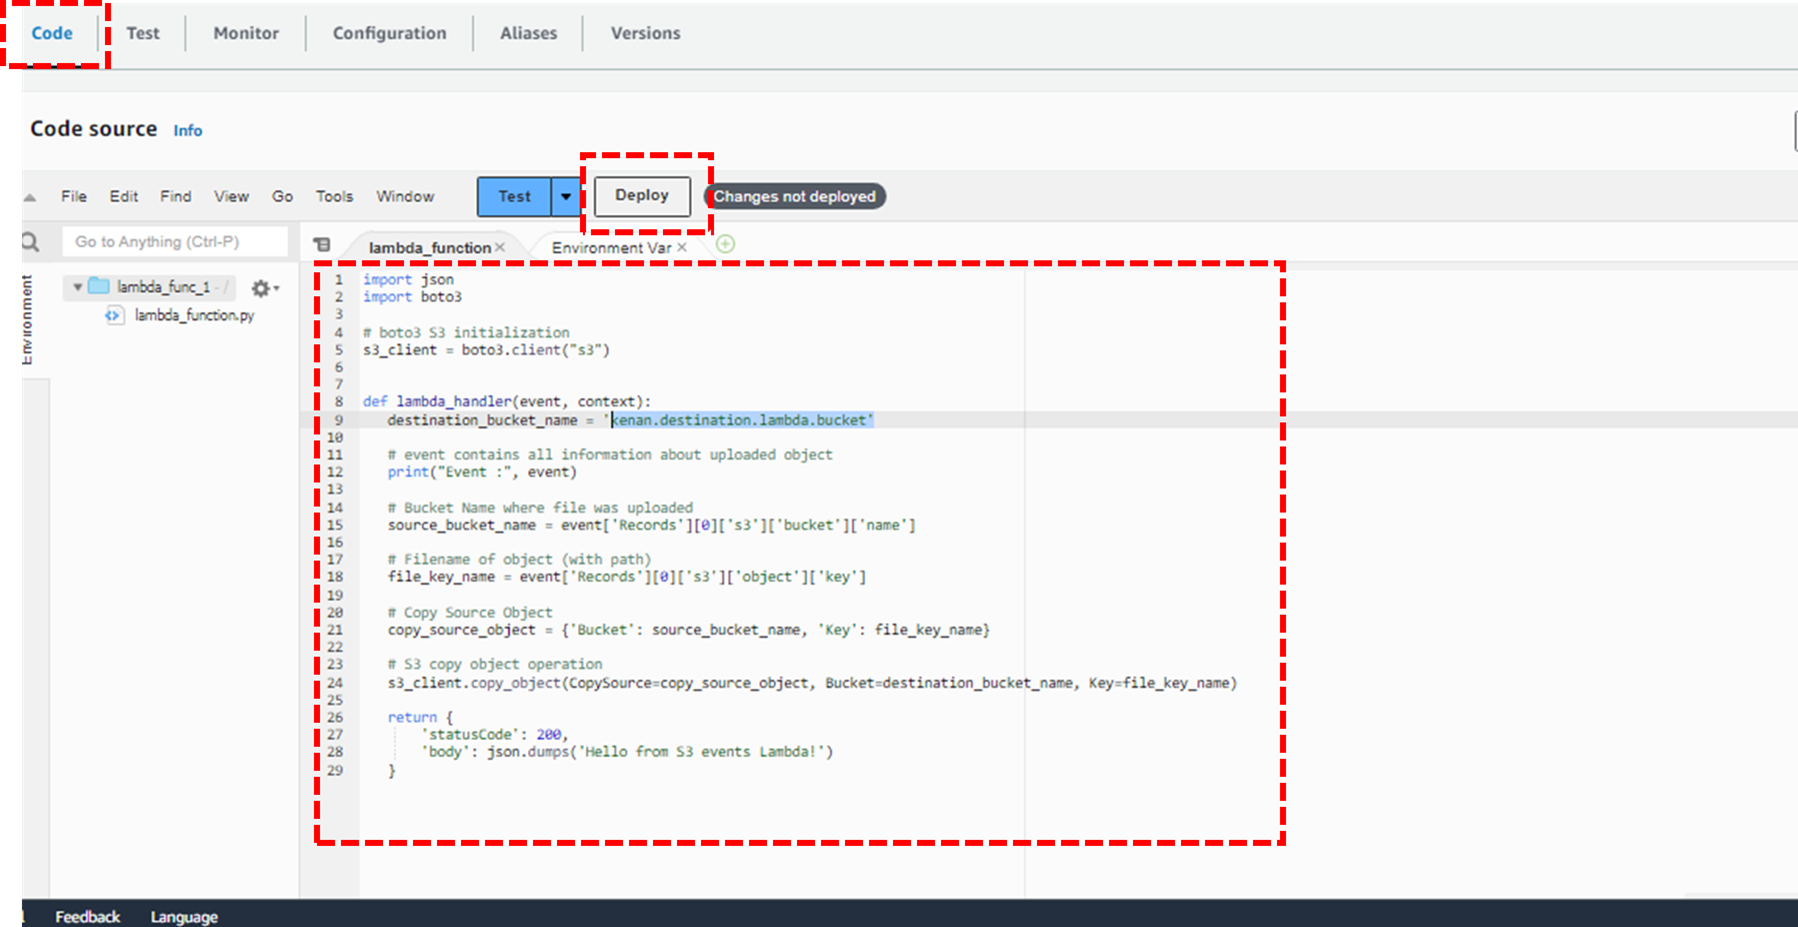 Code Test Monitor Configuration Aliases Versions
Code source Info
File Edit Find View Go Tools Window Test Deploy Changes not deployed
Go to Anything (Ctrl-P)
lambda_function × Environment Var ×
Environment
lambda_func_1 - /
lambda_function.py
1 import json
2 import boto3
3
4 # boto3 S3 initialization
5 s3_client = boto3.client("s3")
6
7
8 def lambda_handler(event, context):
9 destination_bucket_name = 'kenan.destination.lambda.bucket'
10
11 # event contains all information about uploaded object
12 print("Event :", event)
13
14 # Bucket Name where file was uploaded
15 source_bucket_name = event['Records'][0]['s3']['bucket']['name']
16
17 # Filename of object (with path)
18 file_key_name = event['Records'][0]['s3']['object']['key']
19
20 # Copy Source Object
21 copy_source_object = {'Bucket': source_bucket_name, 'Key': file_key_name}
22
23 # S3 copy object operation
24 s3_client.copy_object(CopySource=copy_source_object, Bucket=destination_bucket_name, Key=file_key_name)
25
26 return {
27 'statusCode': 200,
28 'body': json.dumps('Hello from S3 events Lambda!')
29 }
Feedback Language